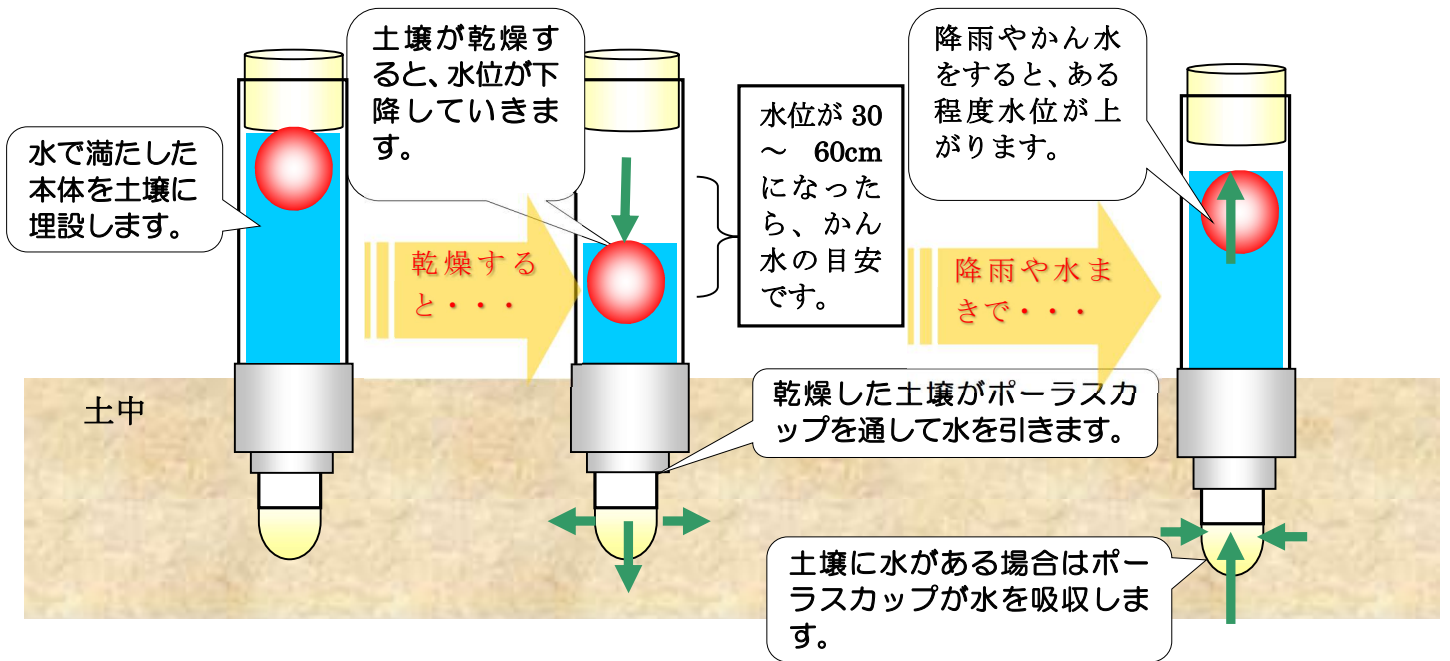 水で満たした
本体を土壌に
埋設します。
土壌が乾燥す
ると、水位が下
降していきま
す。
乾燥する
と・・・
水位が 30
～ 60cm
になった
ら、かん
水の目安
です。
降雨やかん水
をすると、ある
程度水位が上
がります。
降雨や水ま
きで・・・
土中
乾燥した土壌がポーラスカ
ップを通して水を引きます。
土壌に水がある場合はポー
ラスカップが水を吸収しま
す。